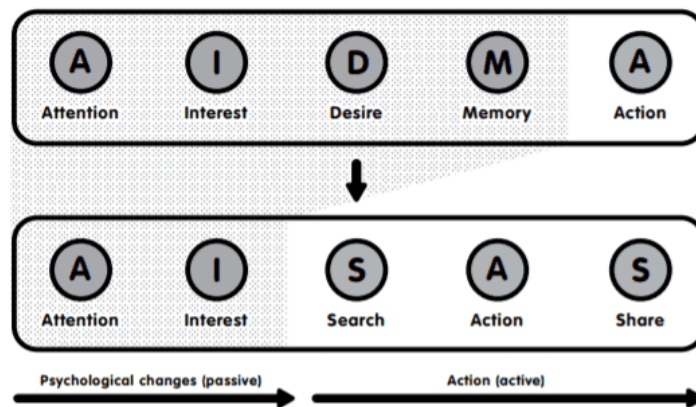 A I D M A
Attention Interest Desire Memory Action
A I S A S
Attention Interest Search Action Share
Psychological changes (passive) Action (active)